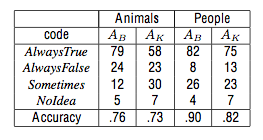 Animals People
code A_B A_K A_B A_K
AlwaysTrue 79 58 82 75
AlwaysFalse 24 23 8 13
Sometimes 12 30 26 23
NoIdea 5 7 4 7
Accuracy .76 .73 .90 .82